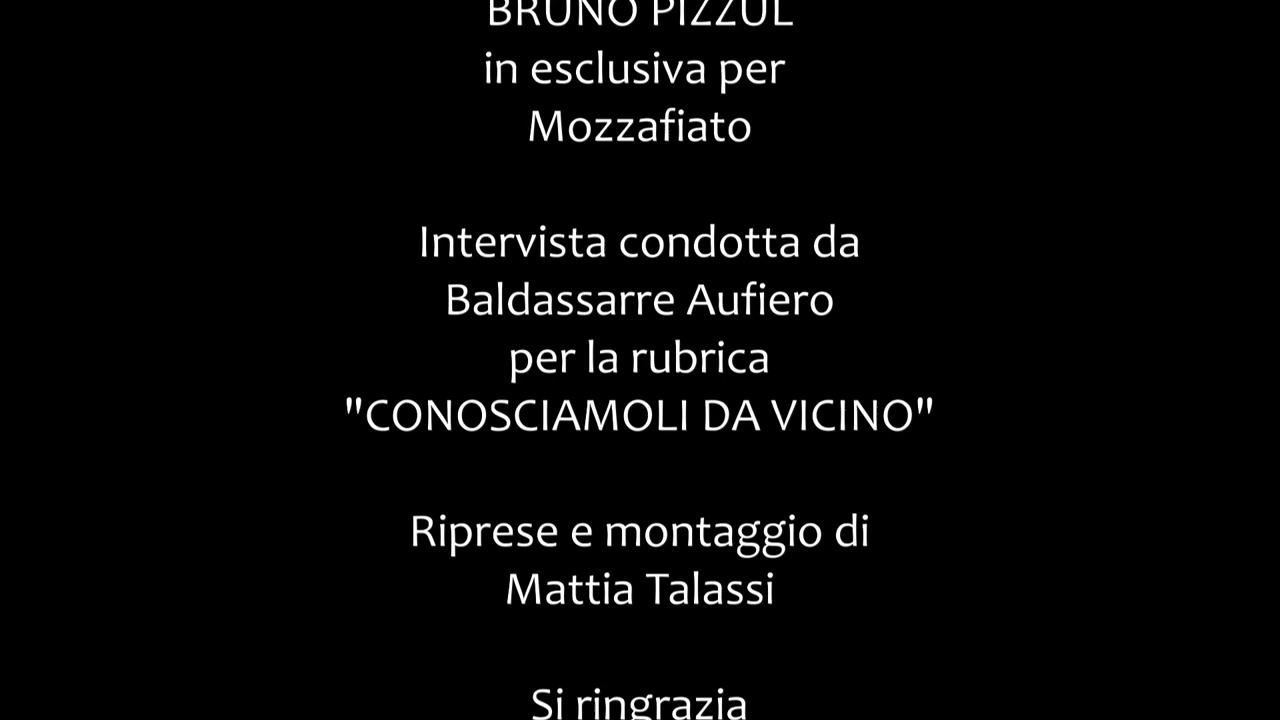 BRUNO PIZZUL
in esclusiva per
Mozzafiato
Intervista condotta da
Baldassarre Aufiero
per la rubrica
"CONOSCIAMOLI DA VICINO"
Riprese e montaggio di
Mattia Talassi
Si ringrazia